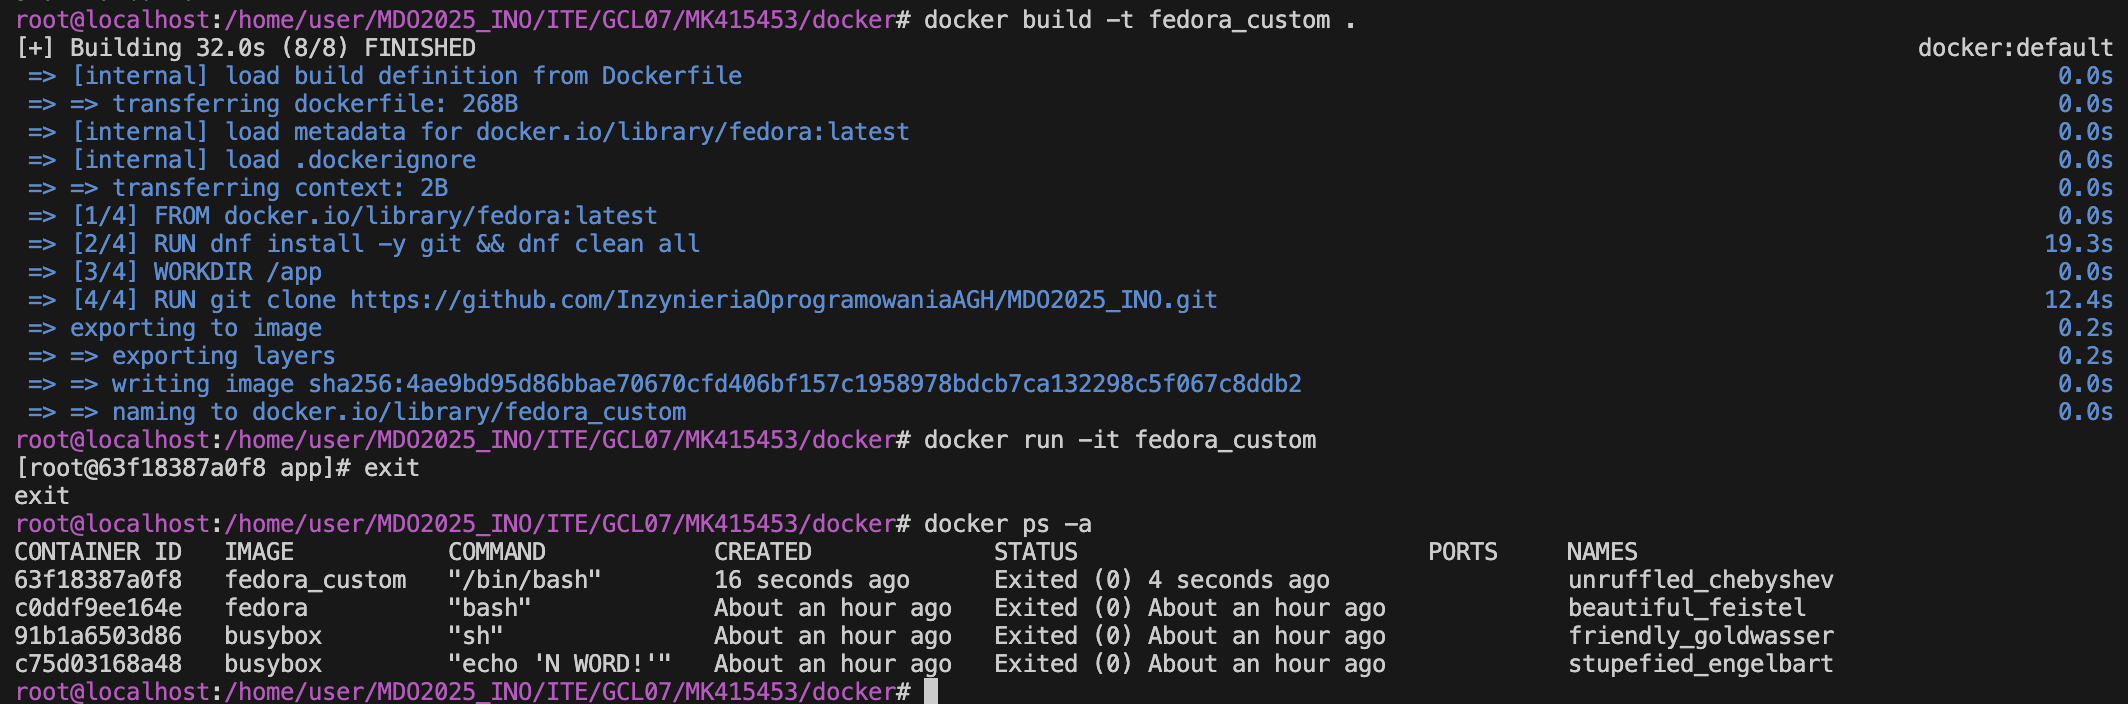 root@localhost:/home/user/MDO2025_INO/ITE/GCL07/MK415453/docker# docker build -t fedora_custom .
[+] Building 32.0s (8/8) FINISHED docker:default
=> [internal] load build definition from Dockerfile 0.0s
=> => transferring dockerfile: 268B 0.0s
=> [internal] load metadata for docker.io/library/fedora:latest 0.0s
=> [internal] load .dockerignore 0.0s
=> => transferring context: 2B 0.0s
=> [1/4] FROM docker.io/library/fedora:latest 0.0s
=> [2/4] RUN dnf install -y git && dnf clean all 19.3s
=> [3/4] WORKDIR /app 0.0s
=> [4/4] RUN git clone https://github.com/InzynieriaOprogramowaniaAGH/MDO2025_INO.git 12.4s
=> exporting to image 0.2s
=> => exporting layers 0.2s
=> => writing image sha256:4ae9bd95d86bbae70670cfd406bf157c1958978bdcb7ca132298c5f067c8ddb2 0.0s
=> => naming to docker.io/library/fedora_custom 0.0s
root@localhost:/home/user/MDO2025_INO/ITE/GCL07/MK415453/docker# docker run -it fedora_custom
[root@63f18387a0f8 app]# exit
exit
root@localhost:/home/user/MDO2025_INO/ITE/GCL07/MK415453/docker# docker ps -a
CONTAINER ID IMAGE COMMAND CREATED STATUS PORTS NAMES
63f18387a0f8 fedora_custom "/bin/bash" 16 seconds ago Exited (0) 4 seconds ago unruffled_chebyshev
c0ddf9ee164e fedora "bash" About an hour ago Exited (0) About an hour ago beautiful_feistel
91b1a6503d86 busybox "sh" About an hour ago Exited (0) About an hour ago friendly_goldwasser
c75d03168a48 busybox "echo 'N WORD!'" About an hour ago Exited (0) About an hour ago stupefied_engelbart
root@localhost:/home/user/MDO2025_INO/ITE/GCL07/MK415453/docker#